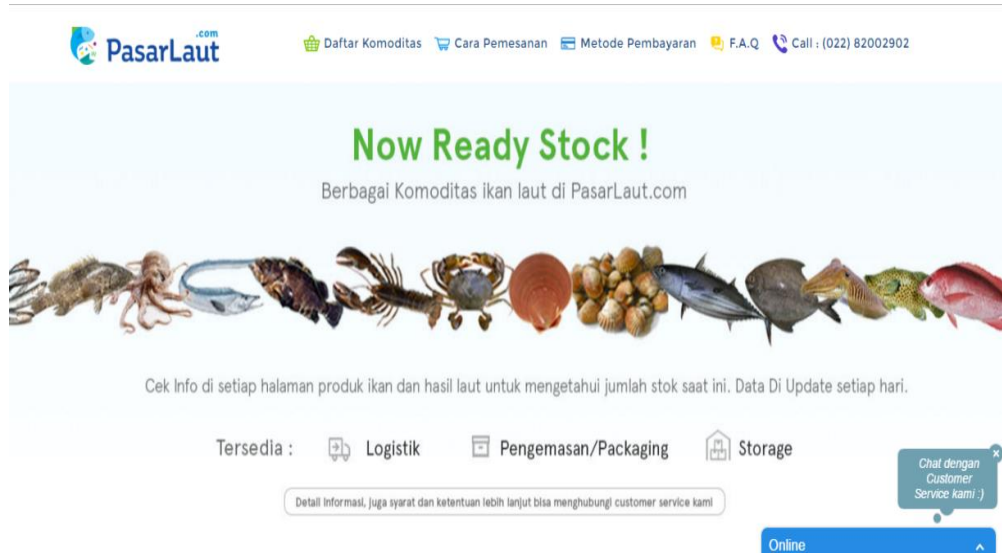 PasarLaut.com
Daftar Komoditas Cara Pemesanan Metode Pembayaran F.A.Q Call : (022) 82002902
Now Ready Stock !
Berbagai Komoditas ikan laut di PasarLaut.com
Cek Info di setiap halaman produk ikan dan hasil laut untuk mengetahui jumlah stok saat ini. Data Di Update setiap hari.
Tersedia : Logistik Pengemasan/Packaging Storage
Chat dengan
Customer
Service kami :)
Detail Informasi, juga syarat dan ketentuan lebih lanjut bisa menghubungi customer service kami
Online